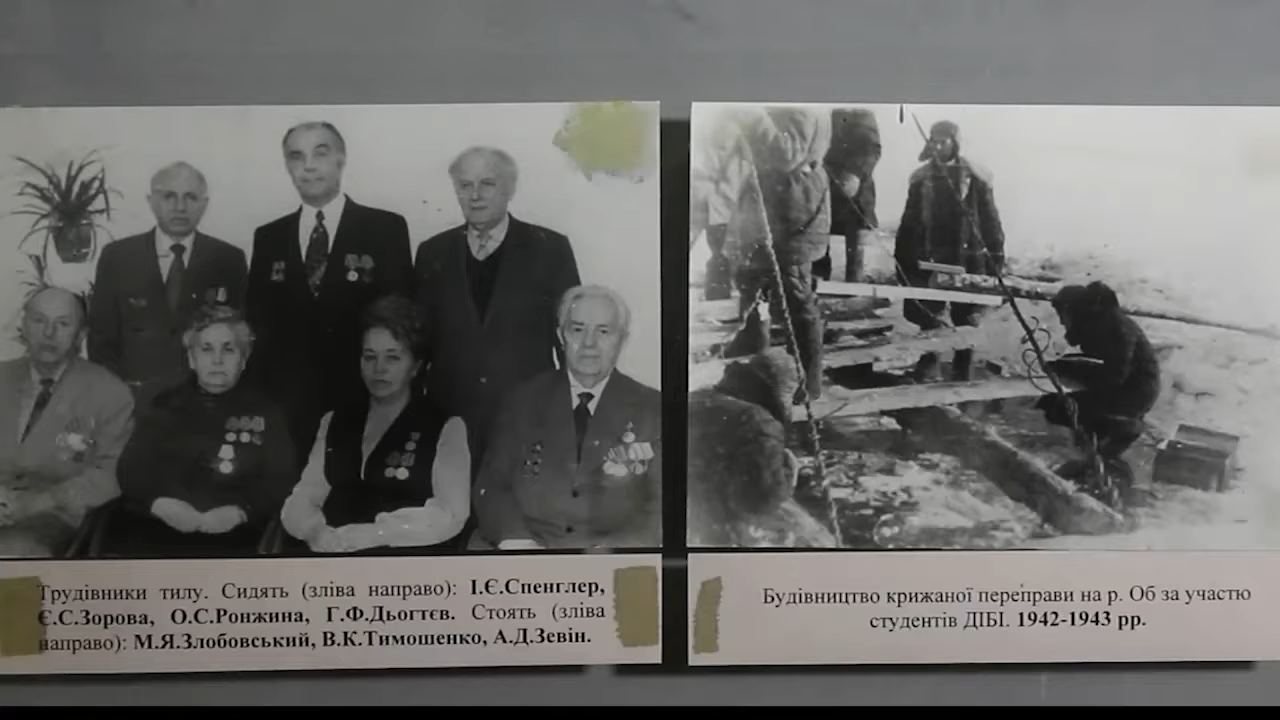 Трудівники тилу. Сидять (зліва направо): І.Є.Спенглер,
Є.С.Зорова, О.С.Ронжина, Г.Ф.Дьогтєв. Стоять (зліва
направо): М.Я.Злобовський, В.К.Тимошенко, А.Д.Зевін.
Будівництво крижаної переправи на р. Об за участю
студентів ДІБІ. 1942-1943 рр.